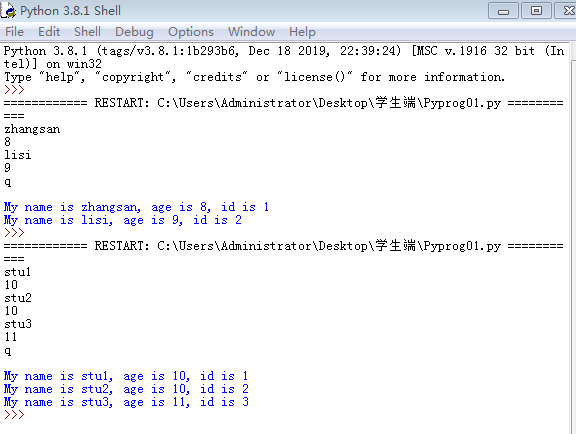 Python 3.8.1 Shell
File Edit Shell Debug Options Window Help
Python 3.8.1 (tags/v3.8.1:1b293b6, Dec 18 2019, 22:39:24) [MSC v.1916 32 bit (In
tel)] on win32
Type "help", "copyright", "credits" or "license()" for more information.
>>>
============ RESTART: C:\Users\Administrator\Desktop\学生端\Pyprog01.py ========
===
zhangsan
8
lisi
9
q
My name is zhangsan, age is 8, id is 1
My name is lisi, age is 9, id is 2
>>>
============ RESTART: C:\Users\Administrator\Desktop\学生端\Pyprog01.py ========
===
stu1
10
stu2
10
stu3
11
q
My name is stu1, age is 10, id is 1
My name is stu2, age is 10, id is 2
My name is stu3, age is 11, id is 3
>>>